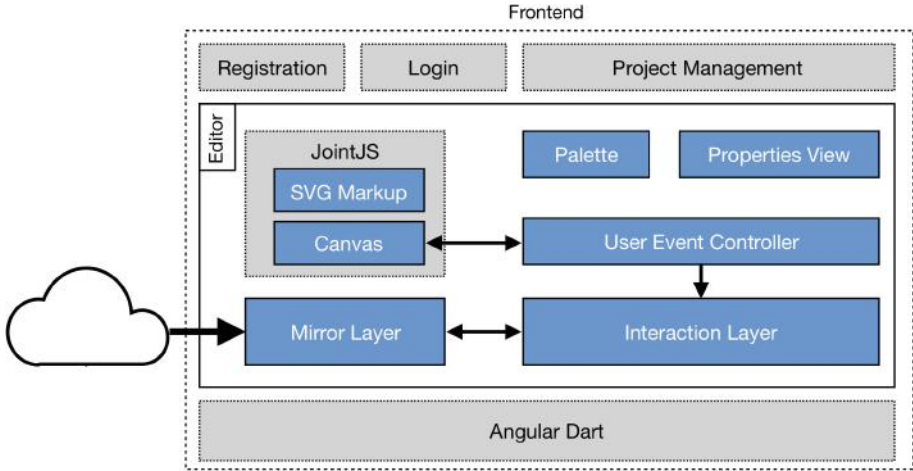 Frontend
Registration
Login
Project Management
Editor
JointJS
SVG Markup
Canvas
Palette
Properties View
User Event Controller
Mirror Layer
Interaction Layer
Angular Dart